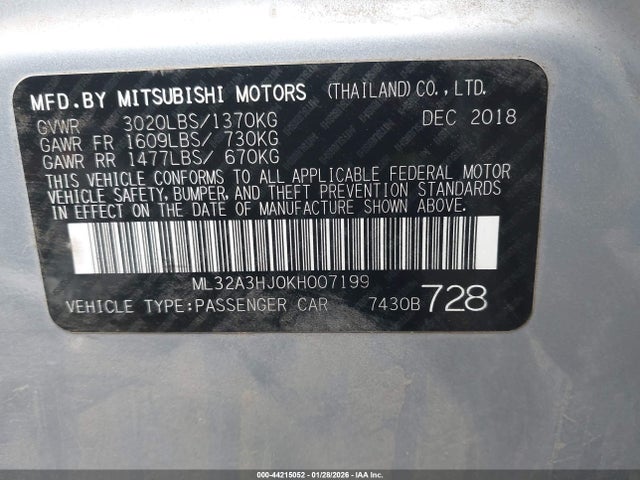 MFD.BY MITSUBISHI MOTORS (THAILAND)CO.,LTD.
GVWR 3020LBS/1370KG DEC 2018
GAWR FR 1609LBS/ 730KG
GAWR RR 1477LBS/ 670KG
THIS VEHICLE CONFORMS TO ALL APPLICABLE FEDERAL MOTOR
VEHICLE SAFETY, BUMPER, AND THEFT PREVENTION STANDARDS
IN EFFECT ON THE DATE OF MANUFACTURE SHOWN ABOVE.
ML32A3HJ0KH007199
VEHICLE TYPE:PASSENGER CAR 7430B 728
000-44215052 | 01/28/2026 - IAA Inc.